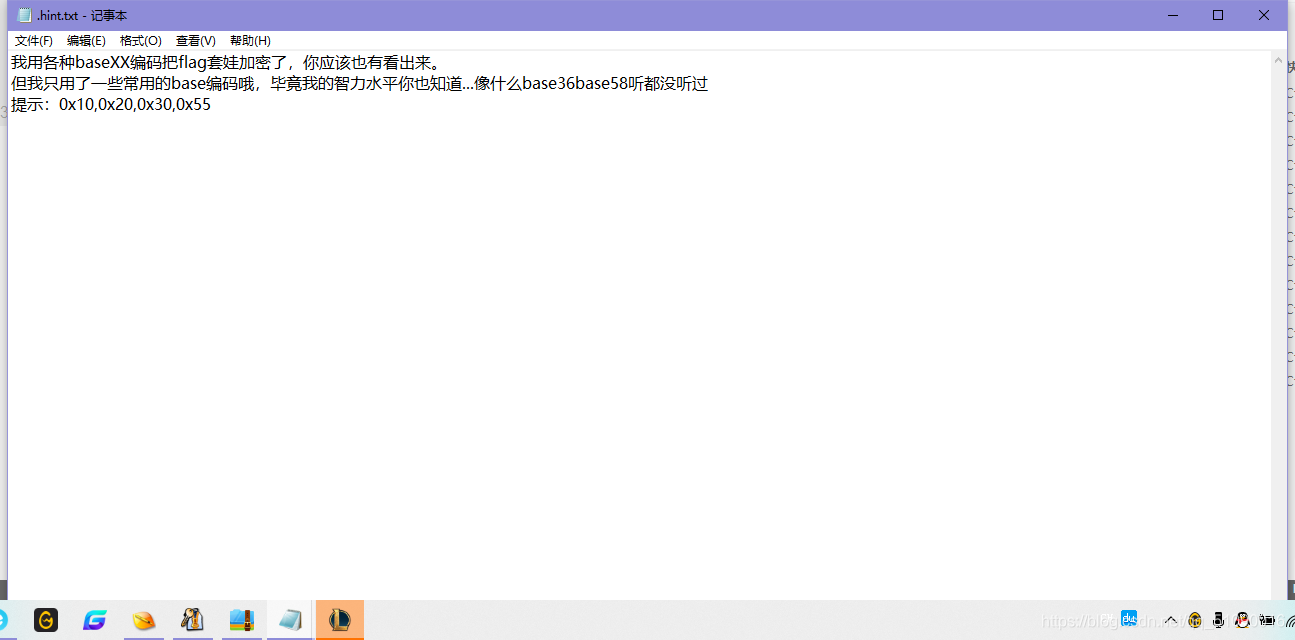 .hint.txt - 记事本
文件(F) 编辑(E) 格式(O) 查看(V) 帮助(H)
我用各种baseXX编码把flag套娃加密了，你应该也有看出来。
但我只用了一些常用的base编码哦，毕竟我的智力水平你也知道...像什么base36base58听都没听过
提示：0x10,0x20,0x30,0x55